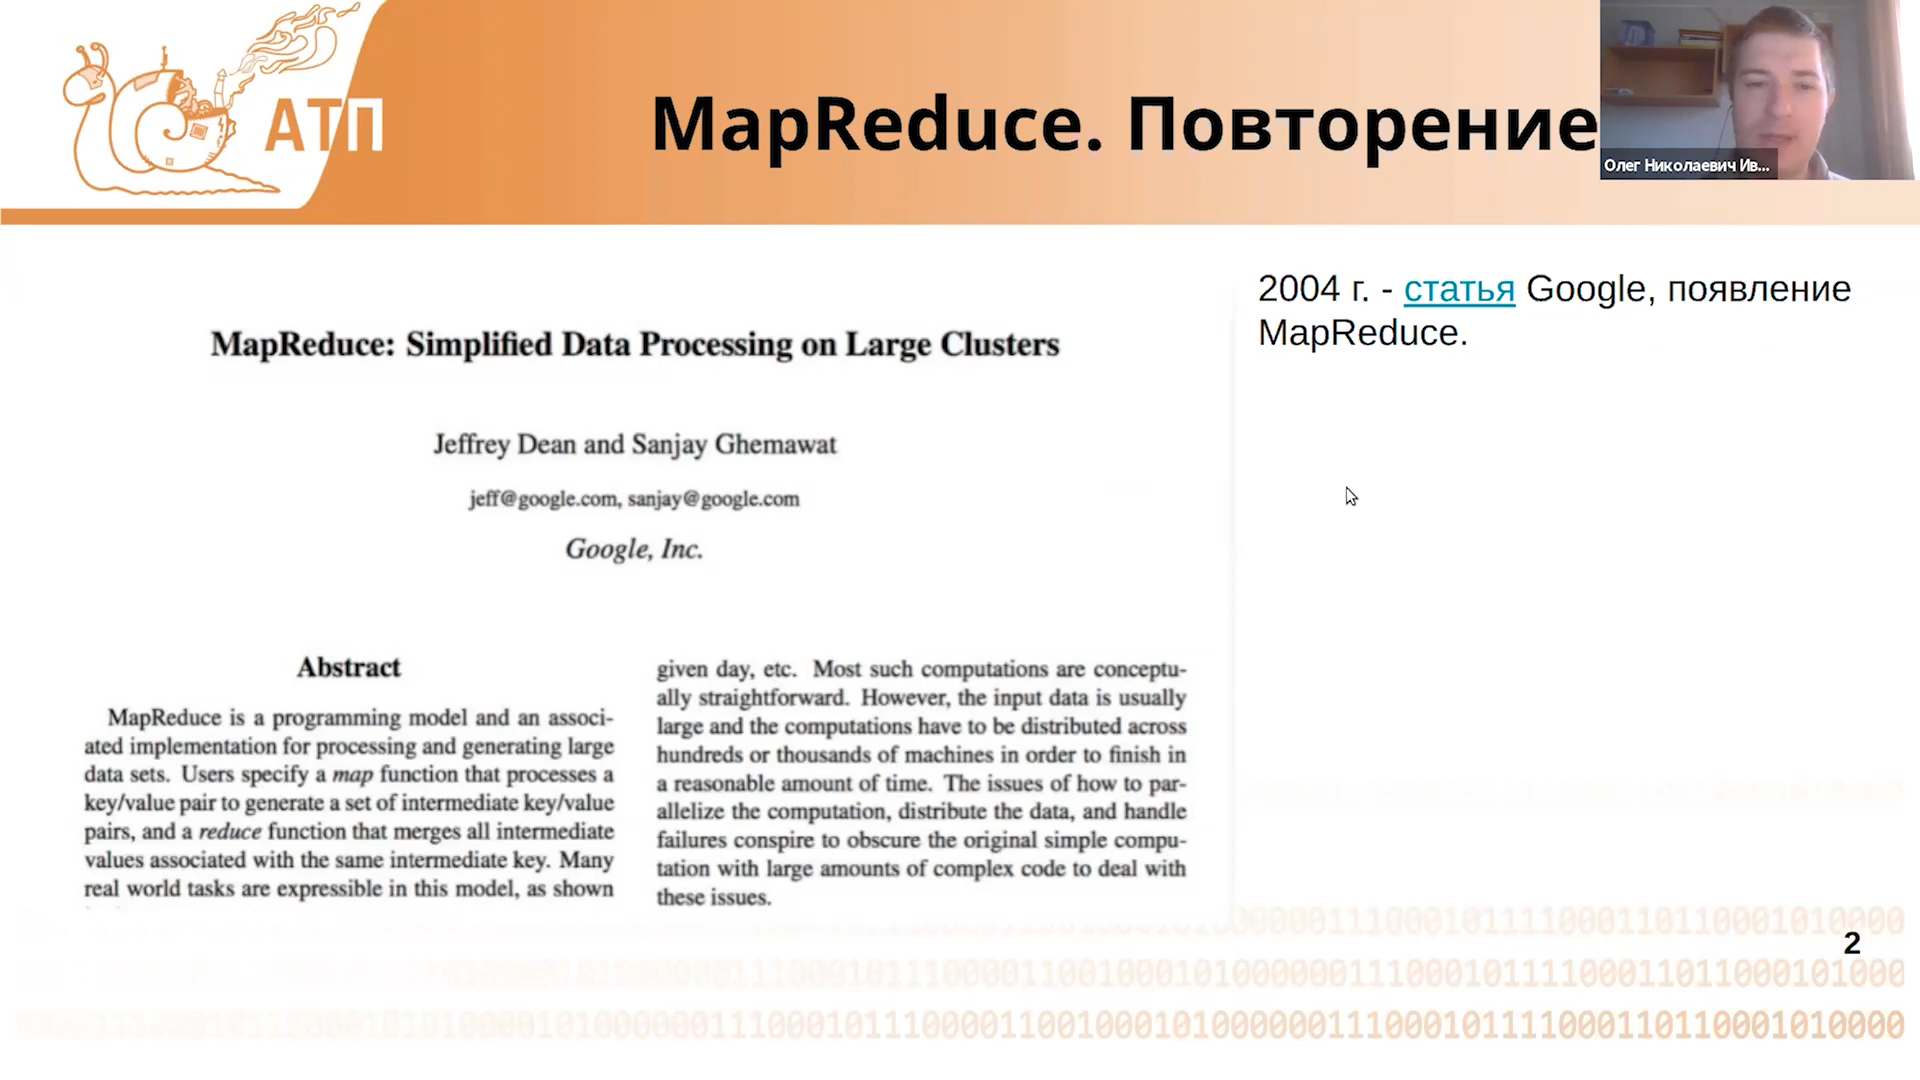 АТП
MapReduce. Повторение
Олег Николаевич Ив...
2004 г. - статья Google, появление
MapReduce.
MapReduce: Simplified Data Processing on Large Clusters
Jeffrey Dean and Sanjay Ghemawat
jeff@google.com, sanjay@google.com
Google, Inc.
Abstract
MapReduce is a programming model and an associ-
ated implementation for processing and generating large
data sets. Users specify a map function that processes a
key/value pair to generate a set of intermediate key/value
pairs, and a reduce function that merges all intermediate
values associated with the same intermediate key. Many
real world tasks are expressible in this model, as shown
given day, etc. Most such computations are conceptu-
ally straightforward. However, the input data is usually
large and the computations have to be distributed across
hundreds or thousands of machines in order to finish in
a reasonable amount of time. The issues of how to par-
allelize the computation, distribute the data, and handle
failures conspire to obscure the original simple compu-
tation with large amounts of complex code to deal with
these issues.
2